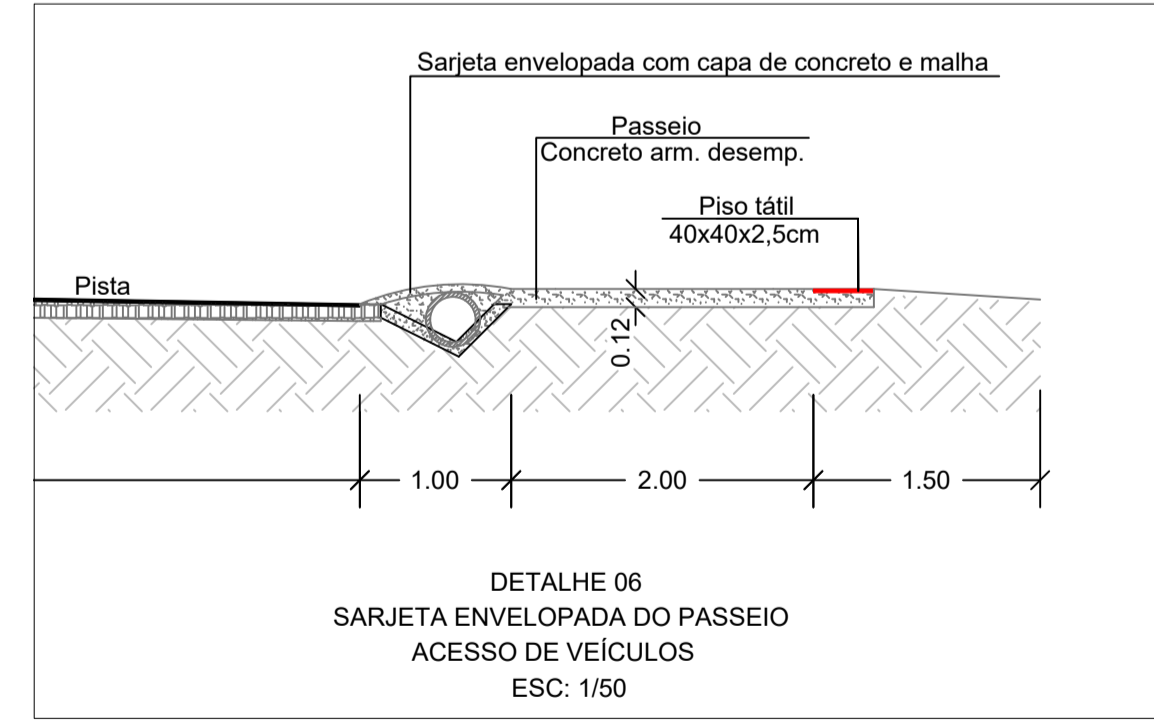 Sarjeta envelopada com capa de concreto e malha
Passeio
Concreto arm. desemp.
Piso tátil
40x40x2,5cm
Pista
0.12
1.00
2.00
1.50
DETALHE 06
SARJETA ENVELOPADA DO PASSEIO
ACESSO DE VEÍCULOS
ESC: 1/50